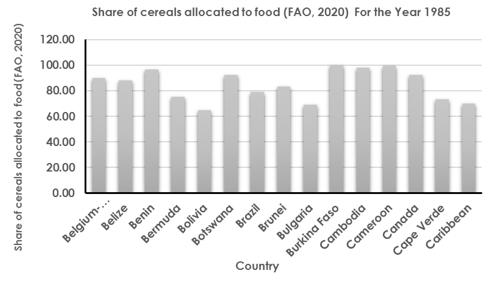 Share of cereals allocated to food (FAO, 2020) For the Year 1985
Share of cereals allocated to food (FAO, 2020)
120.00
100.00
80.00
60.00
40.00
20.00
0.00
Belgium-...
Belize
Benin
Bermuda
Bolivia
Botswana
Brazil
Brunei
Bulgaria
Burkina Faso
Cambodia
Cameroon
Canada
Cape Verde
Caribbean
Country